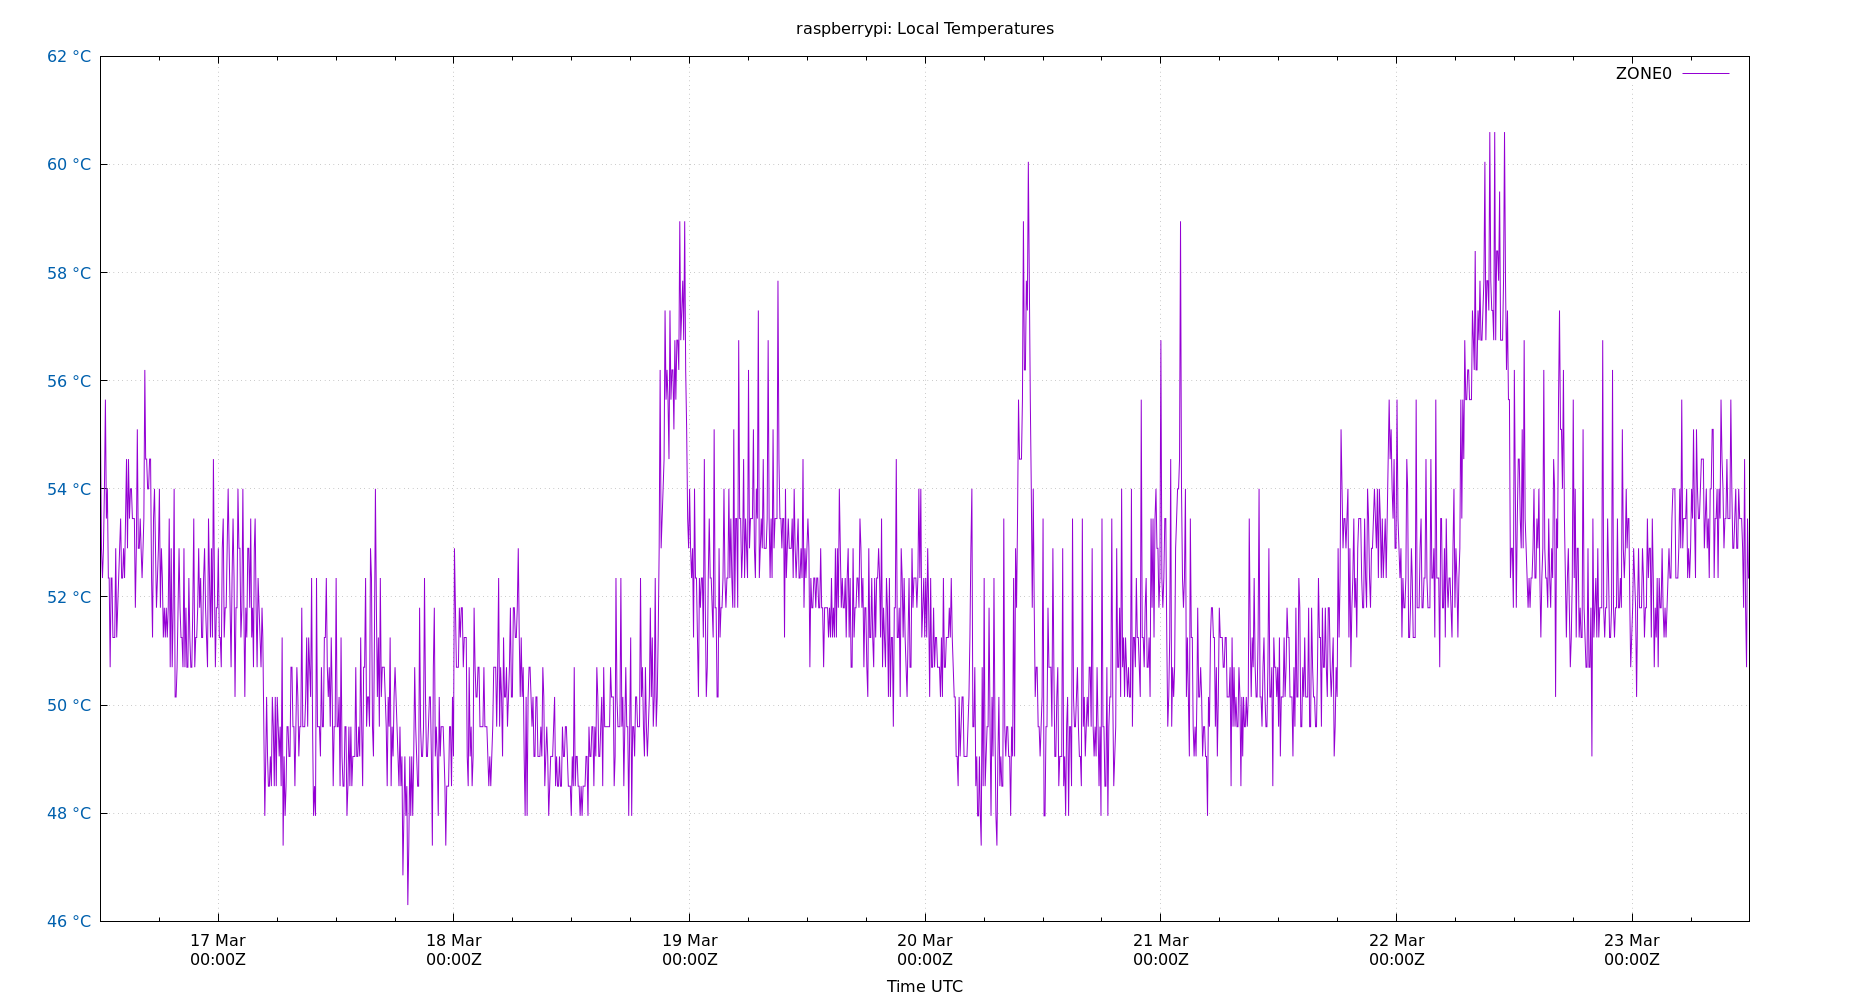 raspberrypi: Local Temperatures
62 °C
ZONE0
60 °C
58 °C
56 °C
54 °C
52 °C
50 °C
48 °C
46 °C
17 Mar 18 Mar 19 Mar 20 Mar 21 Mar 22 Mar 23 Mar
00:00Z 00:00Z 00:00Z 00:00Z 00:00Z 00:00Z 00:00Z
Time UTC